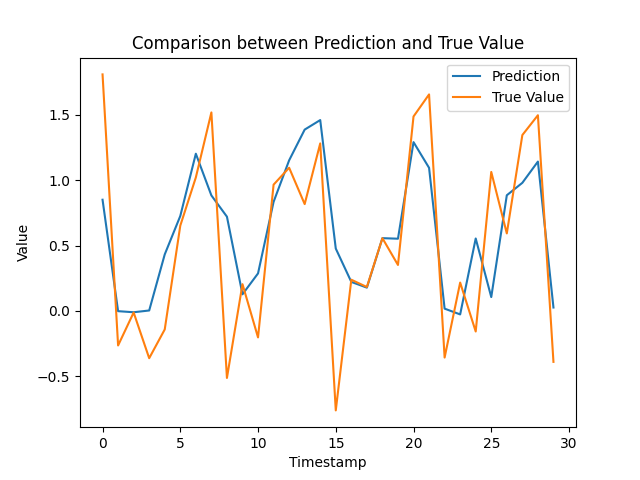 Comparison between Prediction and True Value
Prediction
True Value
1.5
1.0
0.5
0.0
−0.5
Value
0 5 10 15 20 25 30
Timestamp